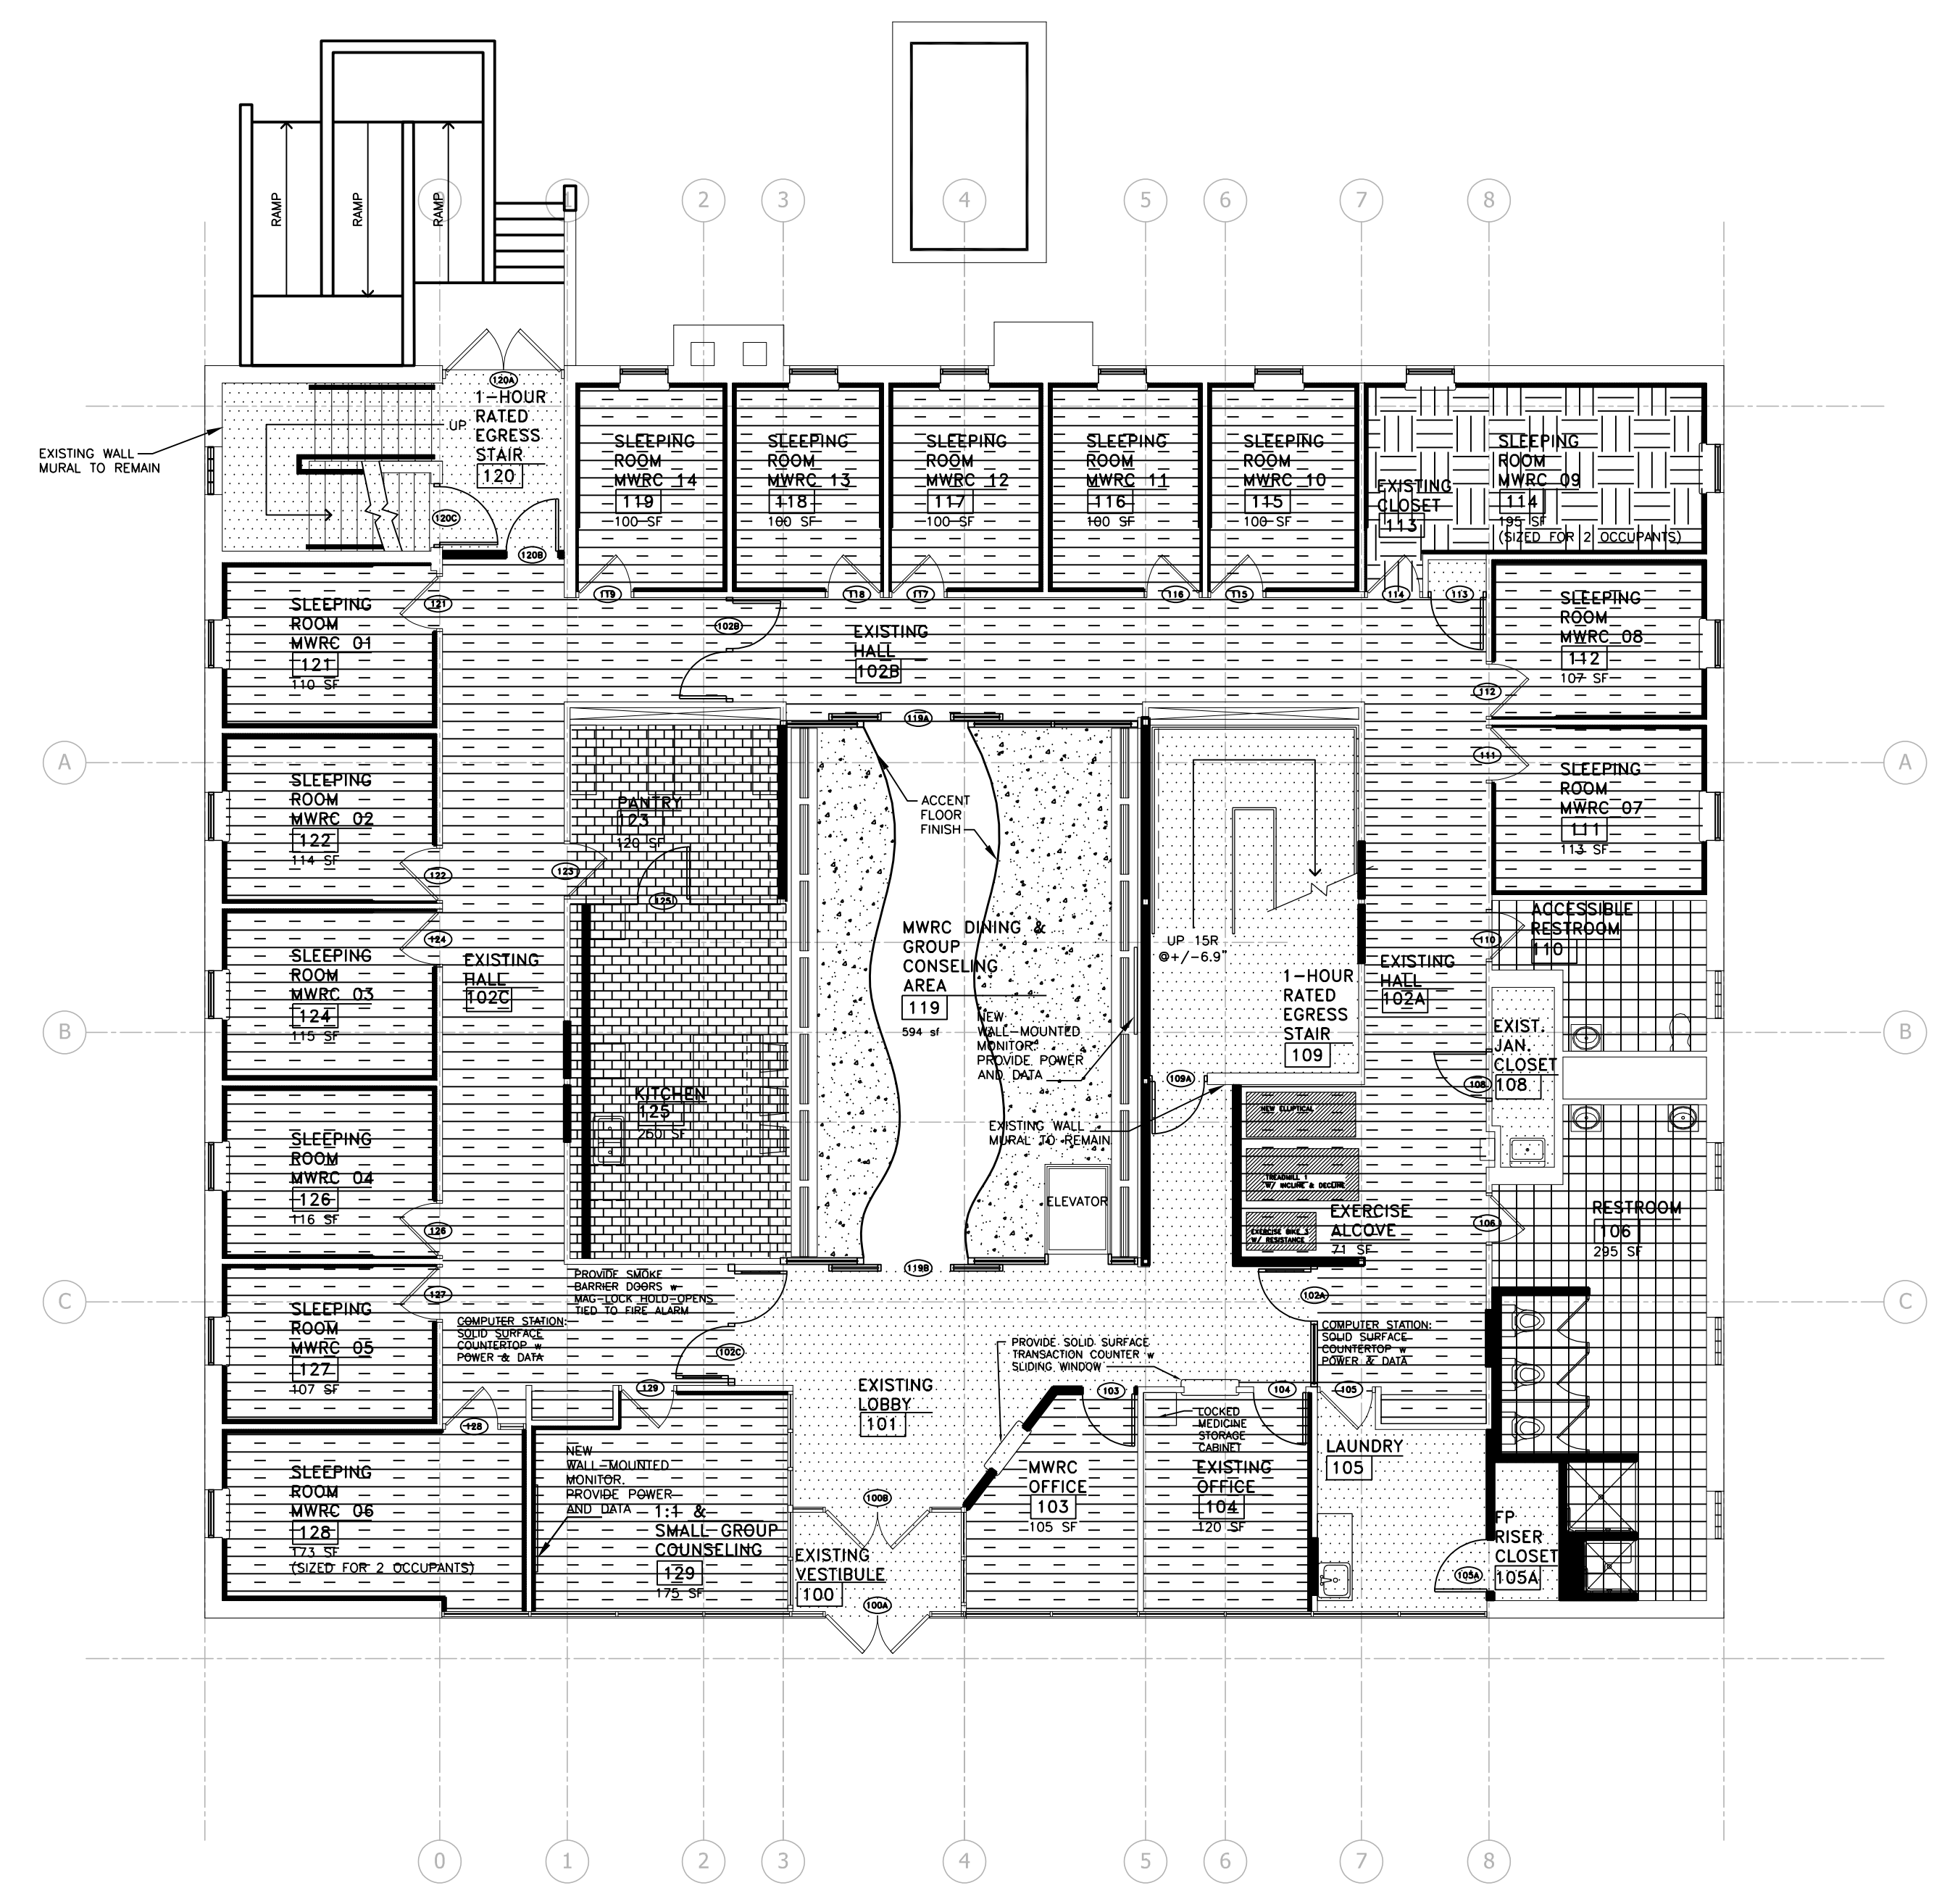 RAMP
RAMP
RAMP
0
1
2
3
4
5
6
7
8
120A
1-HOUR
RATED
EGRESS
STAIR
120
UP
EXISTING WALL
MURAL TO REMAIN
120C
120B
SLEEPING
ROOM
MWRC 14
119
100 SF
SLEEPING
ROOM
MWRC 13
118
100 SF
SLEEPING
ROOM
MWRC 12
117
100 SF
SLEEPING
ROOM
MWRC 11
116
100 SF
SLEEPING
ROOM
MWRC 10
115
100 SF
EXISTING
CLOSET
113
SLEEPING
ROOM
MWRC 09
114
195 SF
(SIZED FOR 2 OCCUPANTS)
119
118
117
116
115
114
113
121
SLEEPING
ROOM
MWRC 01
121
110 SF
102B
EXISTING
HALL
102B
SLEEPING
ROOM
MWRC 08
112
107 SF
112
119A
A
SLEEPING
ROOM
MWRC 02
122
114 SF
122
PANTRY
123
120 SF
123
125
ACCENT
FLOOR
FINISH
111
SLEEPING
ROOM
MWRC 07
111
113 SF
A
124
SLEEPING
ROOM
MWRC 03
124
115 SF
EXISTING
HALL
102C
MWRC DINING &
GROUP
CONSELING
AREA
119
594 sf
NEW
WALL-MOUNTED
MONITOR.
PROVIDE POWER
AND DATA
UP 15R
@+/-6.9"
1-HOUR
RATED
EGRESS
STAIR
109
EXISTING
HALL
102A
110
ACCESSIBLE
RESTROOM
110
B
B
EXIST.
JAN.
CLOSET
108
108
109A
SLEEPING
ROOM
MWRC 04
126
116 SF
126
KITCHEN
125
260 SF
EXISTING WALL
MURAL TO REMAIN
NEW ELLIPTICAL
TREADMILL 1
W/ INCLINE & DECLINE
EXERCISE BIKE 1
W/ RESISTANCE
EXERCISE
ALCOVE
71 SF
ELEVATOR
106
RESTROOM
106
295 SF
119B
C
127
SLEEPING
ROOM
MWRC 05
127
107 SF
PROVIDE SMOKE
BARRIER DOORS w
MAG-LOCK HOLD-OPENS
TIED TO FIRE ALARM
COMPUTER STATION:
SOLID SURFACE
COUNTERTOP w
POWER & DATA
102C
102A
COMPUTER STATION:
SOLID SURFACE
COUNTERTOP w
POWER & DATA
C
PROVIDE SOLID SURFACE
TRANSACTION COUNTER w
SLIDING WINDOW
129
EXISTING
LOBBY
101
103
104
105
128
LOCKED
MEDICINE
STORAGE
CABINET
SLEEPING
ROOM
MWRC 06
128
173 SF
(SIZED FOR 2 OCCUPANTS)
NEW
WALL-MOUNTED
MONITOR.
PROVIDE POWER
AND DATA
1:1 &
SMALL GROUP
COUNSELING
129
175 SF
100B
EXISTING
VESTIBULE
100
100A
MWRC
OFFICE
103
105 SF
EXISTING
OFFICE
104
120 SF
LAUNDRY
105
105A
FP
RISER
CLOSET
105A
0
1
2
3
4
5
6
7
8